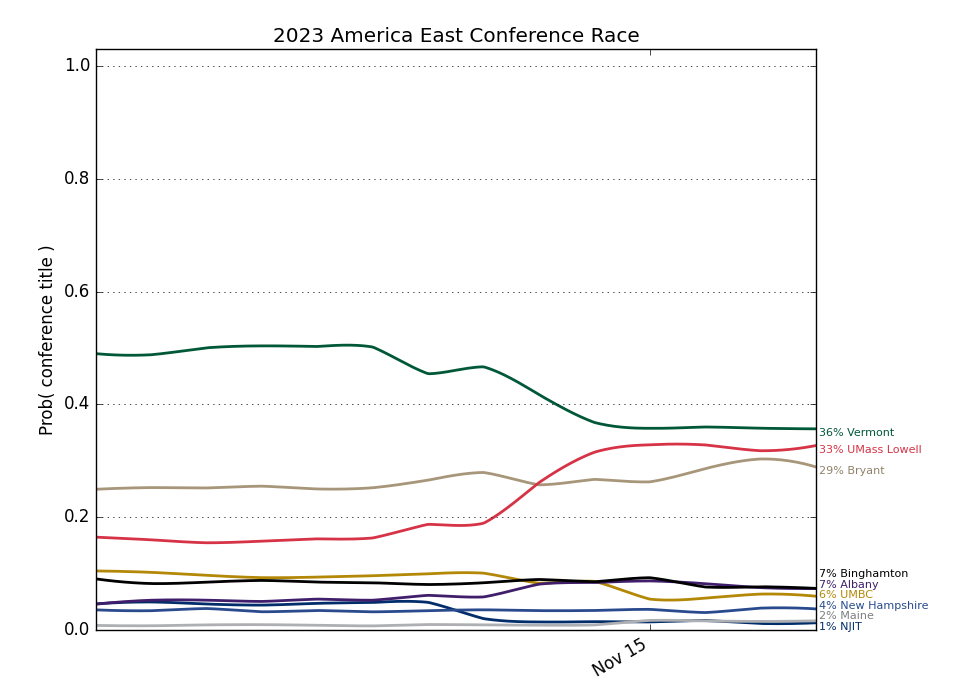 2023 America East Conference Race
Prob( conference title )
1.0
0.8
0.6
0.4
0.2
0.0
Nov 15
36% Vermont
33% UMass Lowell
29% Bryant
7% Binghamton
7% Albany
6% UMBC
4% New Hampshire
2% Maine
1% NJIT